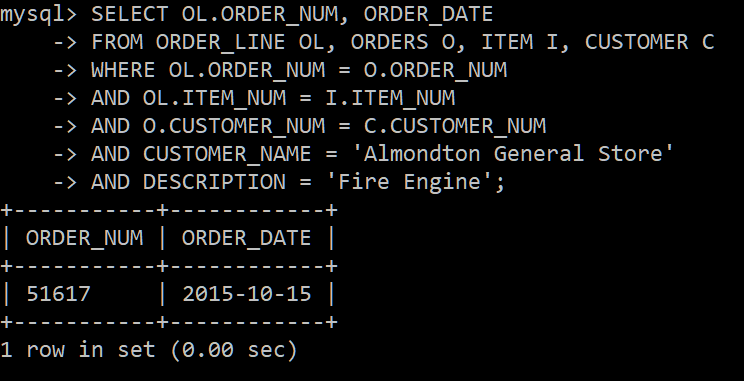 mysql> SELECT OL.ORDER_NUM, ORDER_DATE
    -> FROM ORDER_LINE OL, ORDERS O, ITEM I, CUSTOMER C
    -> WHERE OL.ORDER_NUM = O.ORDER_NUM
    -> AND OL.ITEM_NUM = I.ITEM_NUM
    -> AND O.CUSTOMER_NUM = C.CUSTOMER_NUM
    -> AND CUSTOMER_NAME = 'Almondton General Store'
    -> AND DESCRIPTION = 'Fire Engine';
+-----------+------------+
| ORDER_NUM | ORDER_DATE |
+-----------+------------+
| 51617     | 2015-10-15 |
+-----------+------------+
1 row in set (0.00 sec)